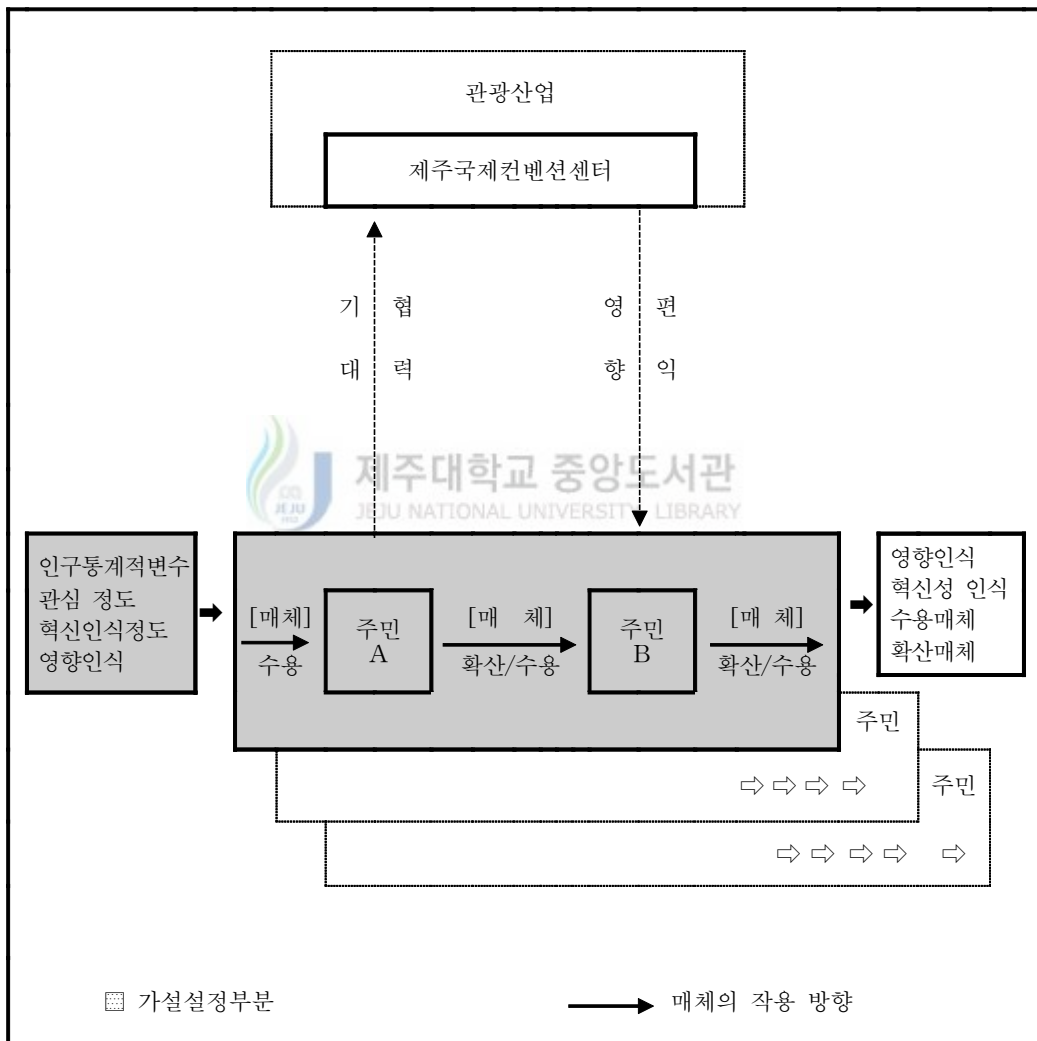 관광산업
제주국제컨벤션센터
기 협 영 편
대 력 향 익
제주대학교 중앙도서관
JEJU NATIONAL UNIVERSITY LIBRARY
JEJU
1952
인구통계적변수
관심 정도
혁신인식정도
영향인식
[매체]
수용
주민
A
[매 체]
확산/수용
주민
B
[매 체]
확산/수용
영향인식
혁신성 인식
수용매체
확산매체
주민
⇨ ⇨ ⇨ ⇨ 주민
⇨ ⇨ ⇨ ⇨ ⇨
가설설정부분 매체의 작용 방향